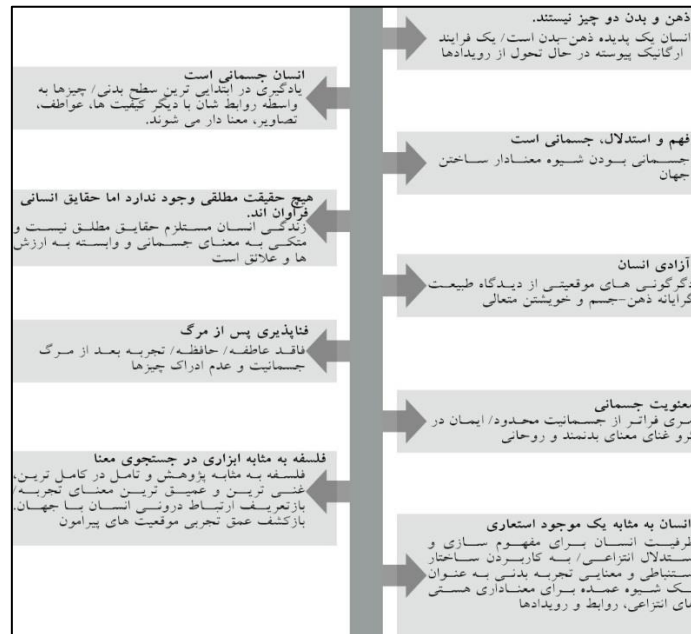 ذهن و بدن دو چیز نیستند.
انسان یک پدیده ذهن-بدن است/ یک فرایند
ارگانیک پیوسته در حال تحول از رویدادها
انسان جسمانی است
یادگیری در ابتدایی ترین سطح بدنی/ چیزها به
واسطه روابط شان با دیگر کیفیت ها، عواطف،
تصاویر، معنا دار می شوند.
فهم و استدلال، جسمانی است
جسمانی بودن شیوه معنادار ساختن
جهان
هیچ حقیقت مطلقی وجود ندارد اما حقایق انسانی
فراوان اند.
زندگی انسان مستلزم حقایق مطلق نیست و
متکی به معنای جسمانی و وابسته به ارزش
ها و علائق است
آزادی انسان
دگرگونی های موقعیتی از دیدگاه طبیعت
گرایانه ذهن-جسم و خویشتن متعالی
فناپذیری پس از مرگ
فاقد عاطفه/ حافظه/ تجربه بعد از مرگ
جسمانیت و عدم ادراک چیزها
معنویت جسمانی
فراتر از جسمانیت محدود/ ایمان در
غنای معنای بدنمند و روحانی
فلسفه به مثابه ابزاری در جستجوی معنا
فلسفه به مثابه پژوهش و تامل در کامل ترین،
غنی ترین و عمیق ترین معنای تجربه/
بازتعریف ارتباط درونی انسان با جهان.
بازکشف عمق تجربی موقعیت های پیرامون
انسان به مثابه یک موجود استعاری
ظرفیت انسان برای مفهوم سازی و
استدلال انتزاعی/ به کاربردن ساختار
استنباطی و معنایی تجربه بدنی به عنوان
یک شیوه عمده برای معناداری هستی
های انتزاعی، روابط و رویدادها